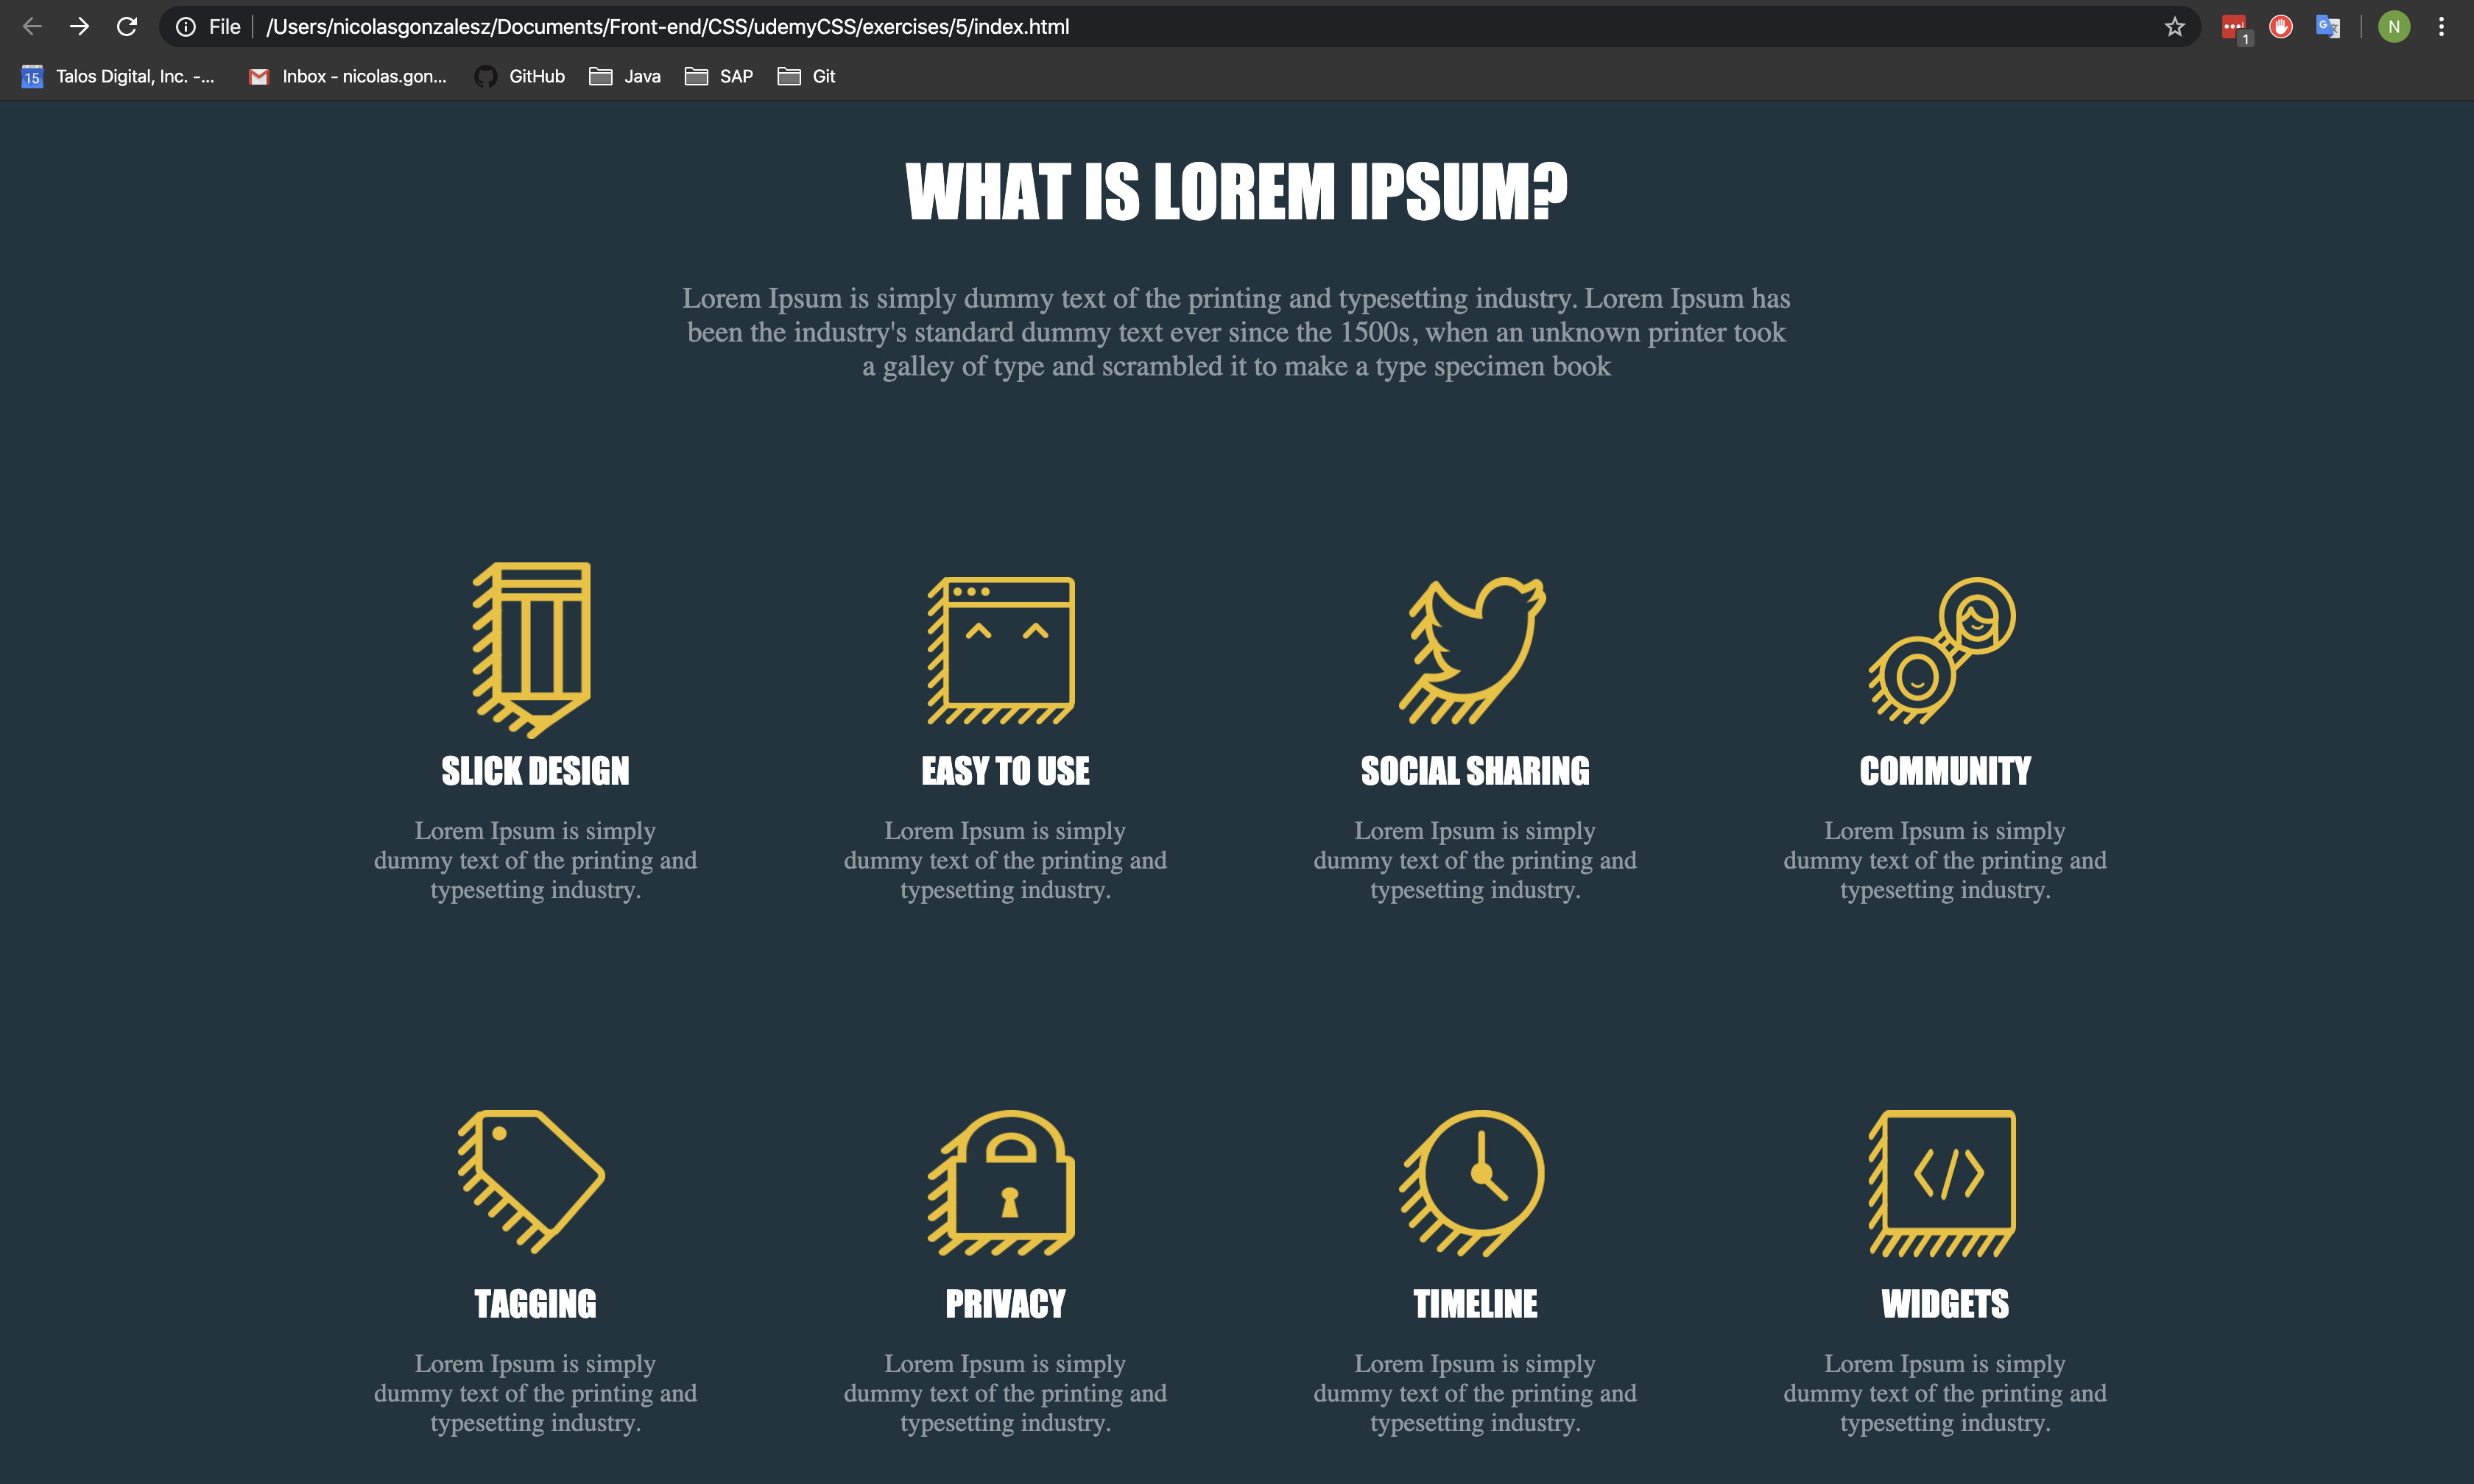 File /Users/nicolasgonzalesz/Documents/Front-end/CSS/udemyCSS/exercises/5/index.html 1 N
15 Talos Digital, Inc. -... Inbox - nicolas.gon... GitHub Java SAP Git
WHAT IS LOREM IPSUM?
Lorem Ipsum is simply dummy text of the printing and typesetting industry. Lorem Ipsum has
been the industry's standard dummy text ever since the 1500s, when an unknown printer took
a galley of type and scrambled it to make a type specimen book
SLICK DESIGN
Lorem Ipsum is simply
dummy text of the printing and
typesetting industry.
EASY TO USE
Lorem Ipsum is simply
dummy text of the printing and
typesetting industry.
SOCIAL SHARING
Lorem Ipsum is simply
dummy text of the printing and
typesetting industry.
COMMUNITY
Lorem Ipsum is simply
dummy text of the printing and
typesetting industry.
TAGGING
Lorem Ipsum is simply
dummy text of the printing and
typesetting industry.
PRIVACY
Lorem Ipsum is simply
dummy text of the printing and
typesetting industry.
TIMELINE
Lorem Ipsum is simply
dummy text of the printing and
typesetting industry.
</> 
WIDGETS
Lorem Ipsum is simply
dummy text of the printing and
typesetting industry.